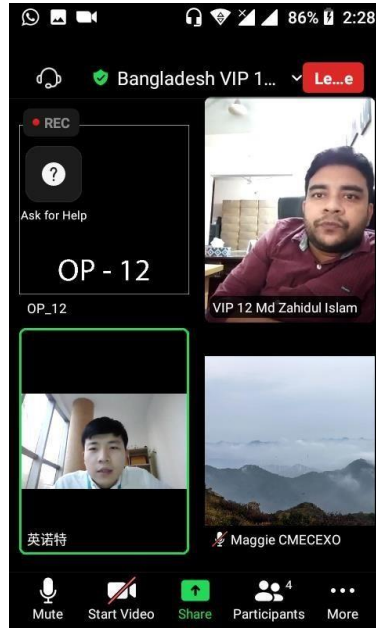 86% 2:28
Bangladesh VIP 1... Le...e
REC
Ask for Help
OP - 12
OP_12
VIP 12 Md Zahidul Islam
英诺特
Maggie CMECEXO
4
Mute Start Video Share Participants More